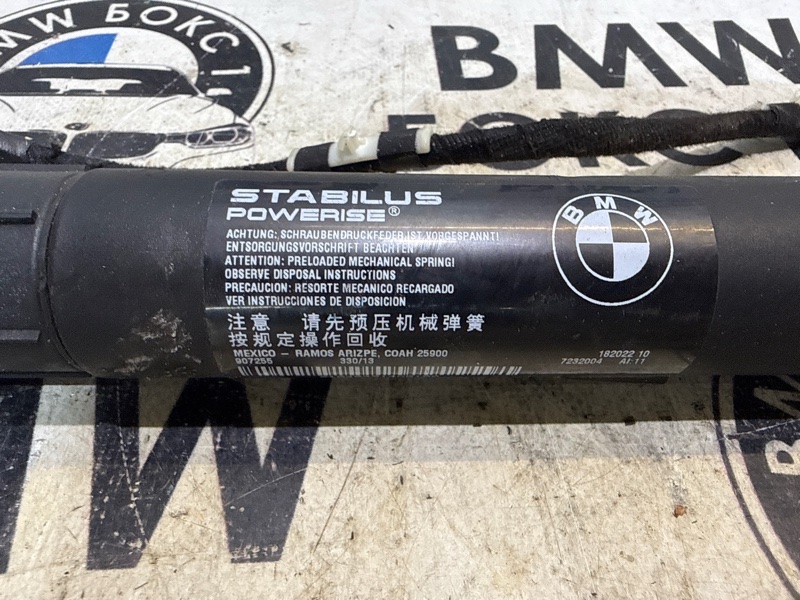 BMW БОКС 1
BMW
БОКС
STABILUS
POWERISE®
ACHTUNG: SCHRAUBENDRUCKFEDER IST VORGESPANNT!
ENTSORGUNGSVORSCHRIFT BEACHTEN
ATTENTION: PRELOADED MECHANICAL SPRING!
OBSERVE DISPOSAL INSTRUCTIONS
PRECAUCION: RESORTE MECANICO RECARGADO
VER INSTRUCCIONES DE DISPOSICION
注意 请先预压机械弹簧
按规定操作回收
MEXICO - RAMOS ARIZPE, COAH 25900
907255 330/13
BMW
182022 10
7232004 AI:11
MW